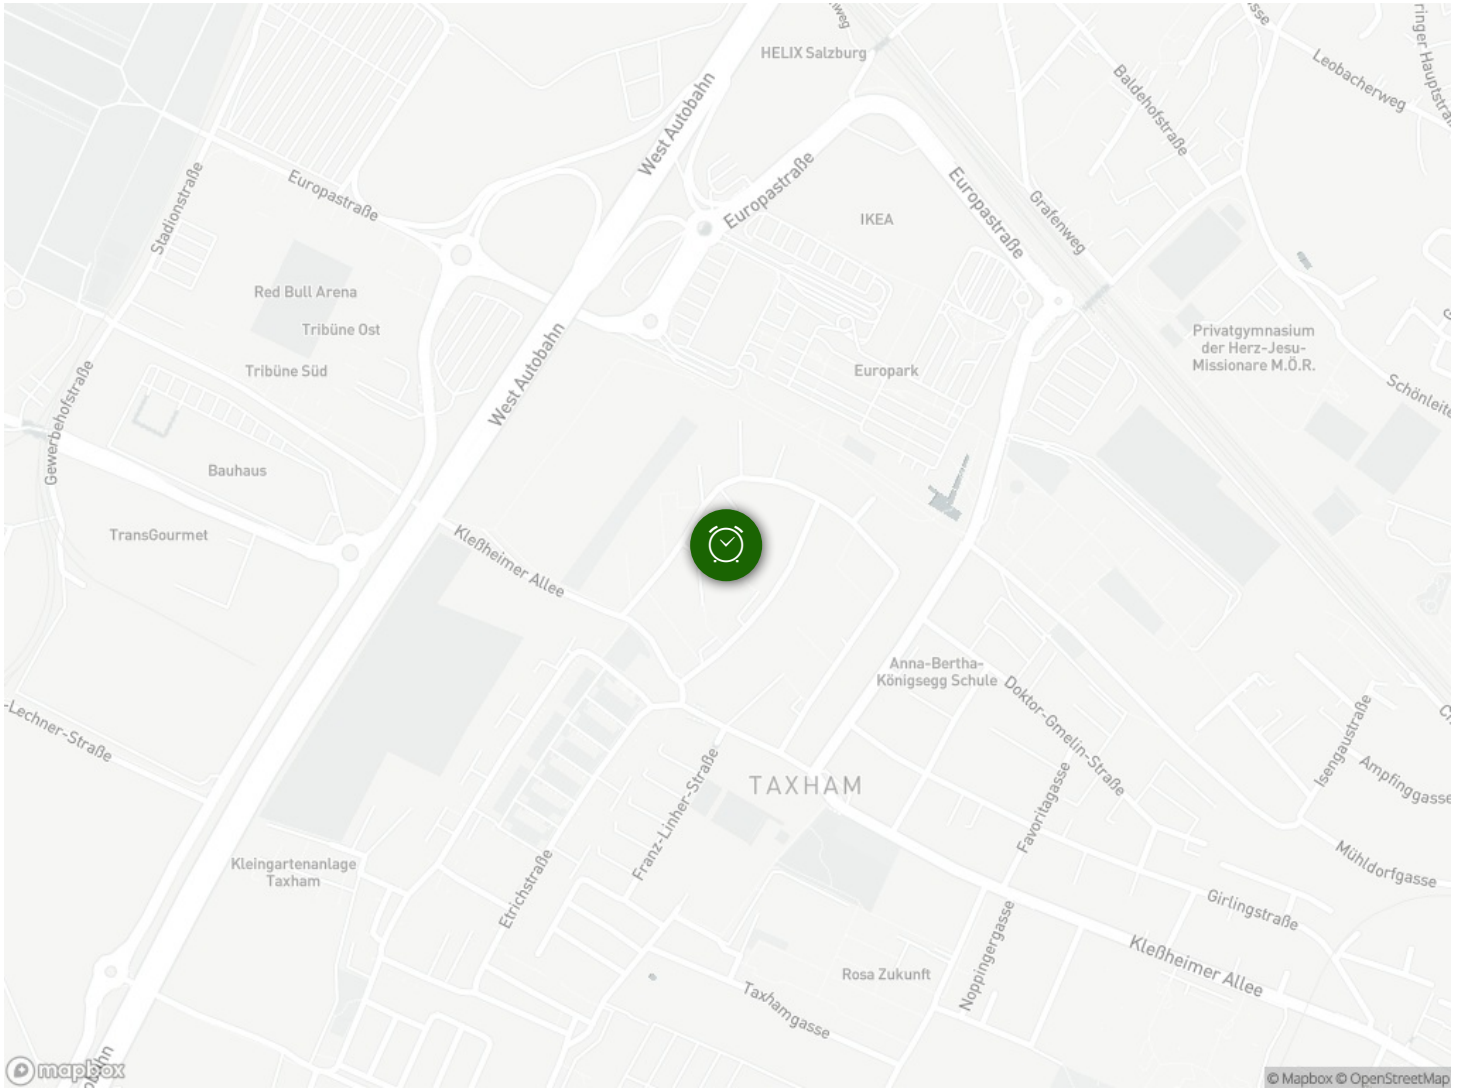 HELIX Salzburg
Leobacherweg
Baldehofstraße
West Autobahn
Europastraße
Europastraße
Europastraße
Stadionstraße
IKEA
Grafenweg
Red Bull Arena
Tribüne Ost
Tribüne Süd
West Autobahn
Europark
Privatgymnasium
der Herz-Jesu-
Missionare M.Ö.R.
Gewerbehofstraße
Bauhaus
TransGourmet
Kleßheimer Allee
Anna-Bertha-
Königsegg Schule
Doktor-Gmelin-Straße
-Lechner-Straße
Isengaustraße
Ampfinggasse
Franz-Linher-Straße
TAXHAM
Favoritagasse
Mühldorfgasse
Kleingartenanlage
Taxham
Etrichstraße
Girlingstraße
Noppingergasse
Kleßheimer Allee
Rosa Zukunft
Taxhamgasse
mapbox
© Mapbox © OpenStreetMap